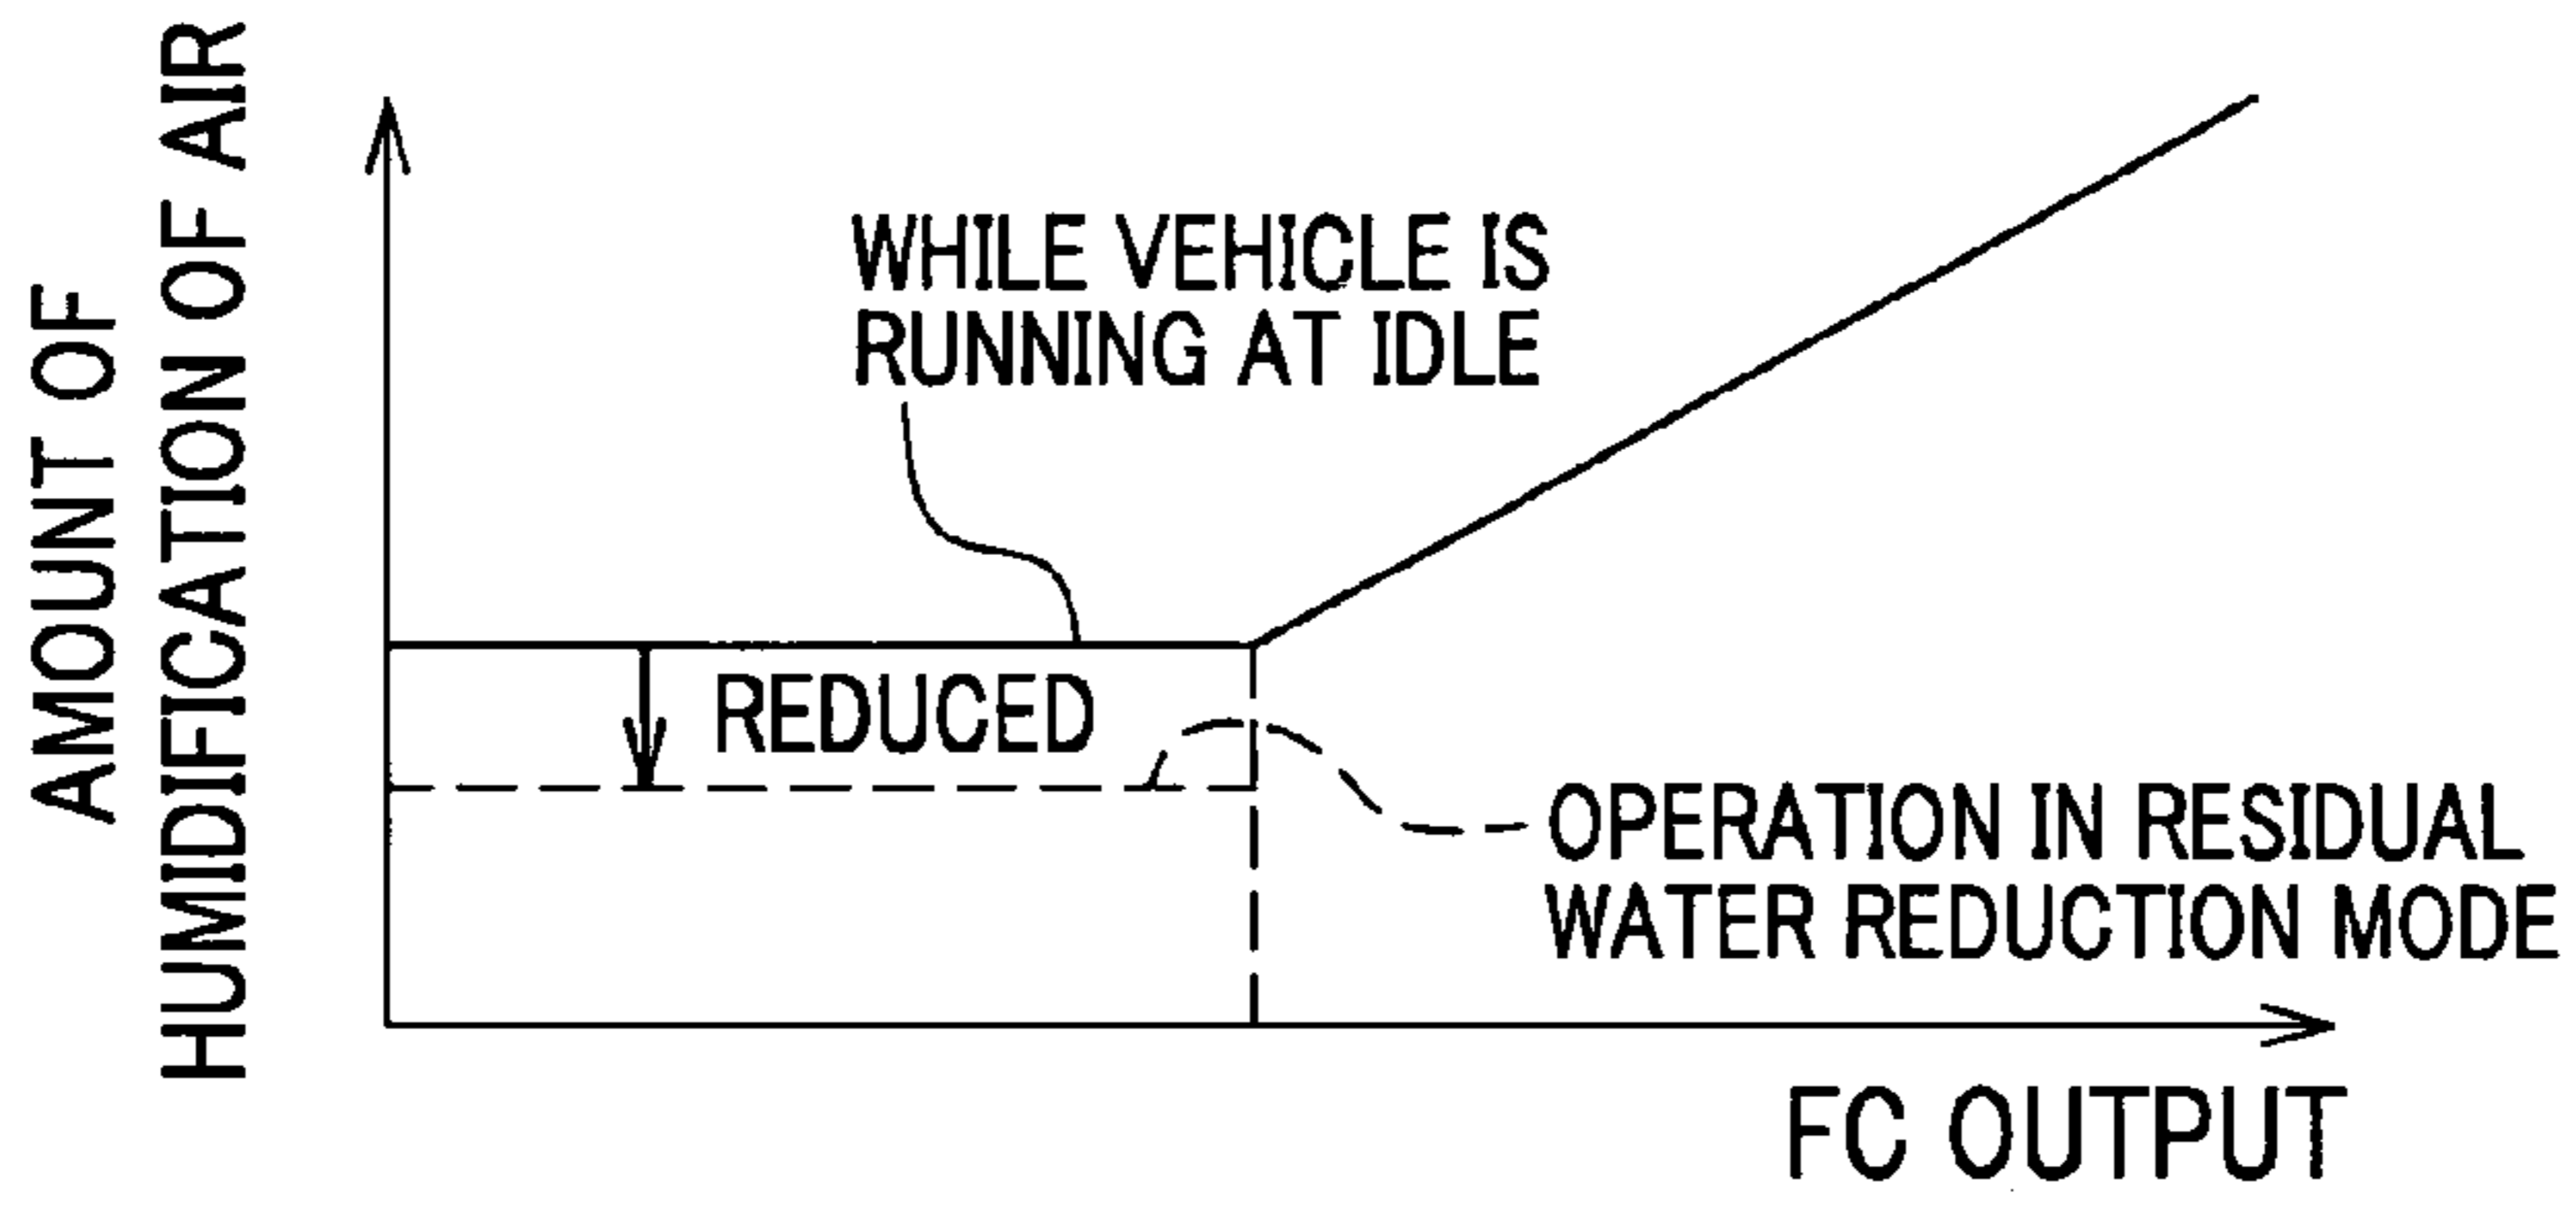 AMOUNT OF
HUMIDIFICATION OF AIR
WHILE VEHICLE IS
RUNNING AT IDLE
REDUCED
OPERATION IN RESIDUAL
WATER REDUCTION MODE
FC OUTPUT